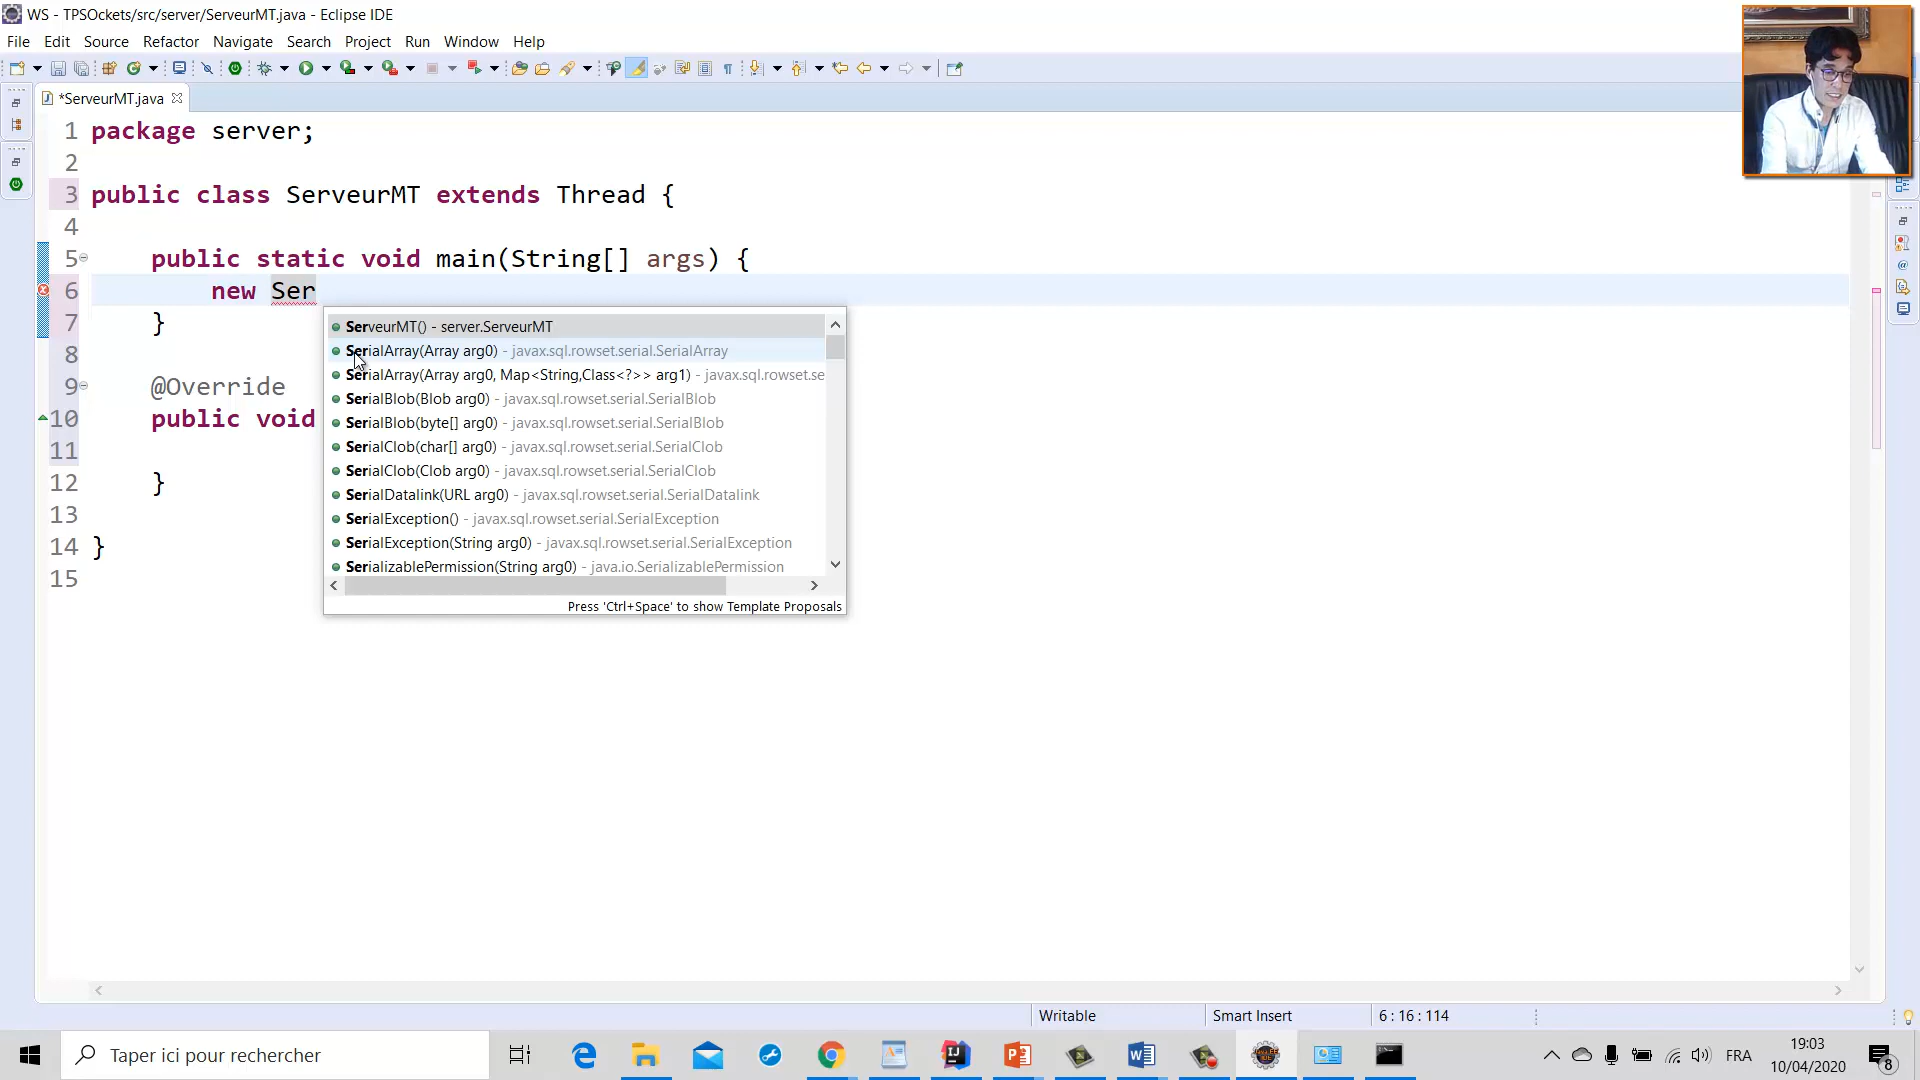 WS - TPSOckets/src/server/ServeurMT.java - Eclipse IDE
File Edit Source Refactor Navigate Search Project Run Window Help
*ServeurMT.java
1 package server;
2
3 public class ServeurMT extends Thread {
4
5 public static void main(String[] args) {
6 new Ser
7 }
8
9 @Override
10 public void
11
12 }
13
14 }
15
ServeurMT() - server.ServeurMT
SerialArray(Array arg0) - javax.sql.rowset.serial.SerialArray
SerialArray(Array arg0, Map<String,Class<?>> arg1) - javax.sql.rowset.se
SerialBlob(Blob arg0) - javax.sql.rowset.serial.SerialBlob
SerialBlob(byte[] arg0) - javax.sql.rowset.serial.SerialBlob
SerialClob(char[] arg0) - javax.sql.rowset.serial.SerialClob
SerialClob(Clob arg0) - javax.sql.rowset.serial.SerialClob
SerialDatalink(URL arg0) - javax.sql.rowset.serial.SerialDatalink
SerialException() - javax.sql.rowset.serial.SerialException
SerialException(String arg0) - javax.sql.rowset.serial.SerialException
SerializablePermission(String arg0) - java.io.SerializablePermission
Press 'Ctrl+Space' to show Template Proposals
Writable Smart Insert 6 : 16 : 114
Taper ici pour rechercher
FRA
19:03
10/04/2020
8